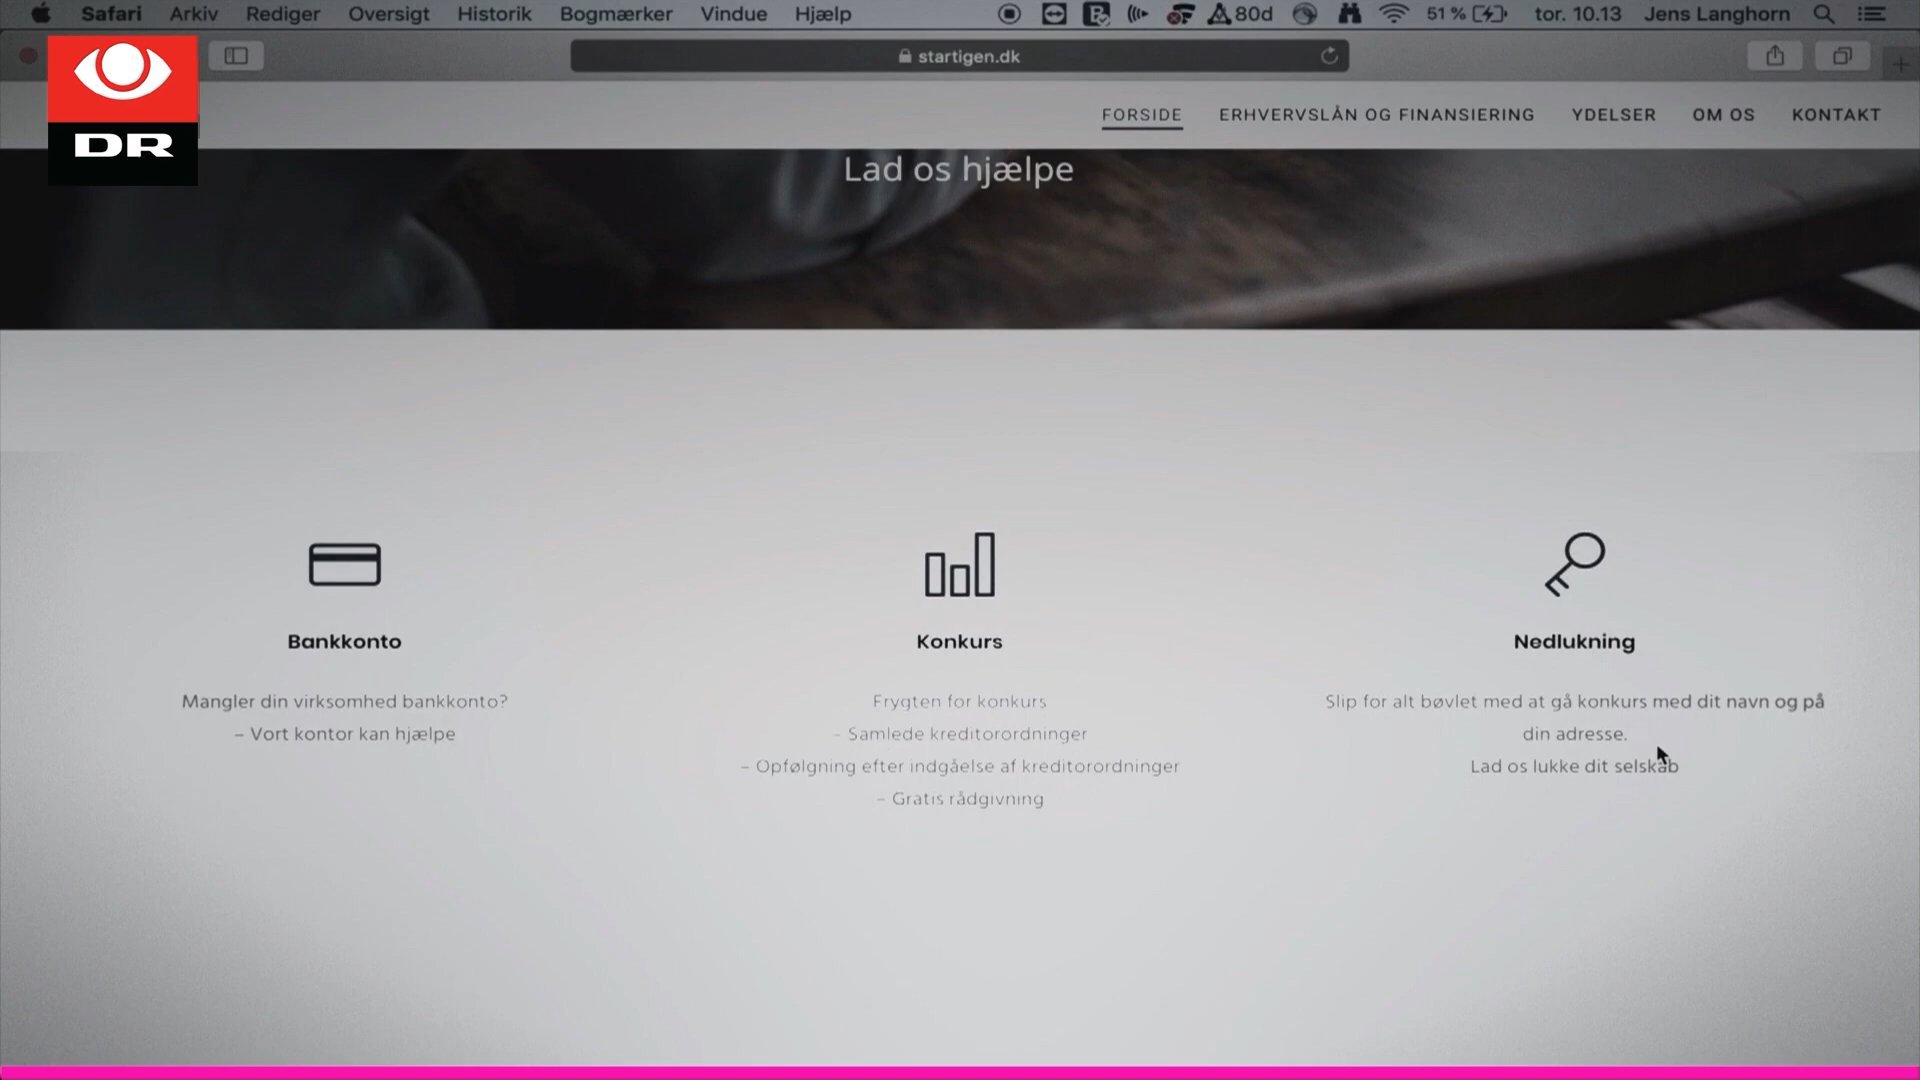 Safari Arkiv Rediger Oversigt Historik Bogmærker Vindue Hjælp 80d 51 % tor. 10.13 Jens Langhorn
startigen.dk
DR
FORSIDE ERHVERVSLÅN OG FINANSIERING YDELSER OM OS KONTAKT
Lad os hjælpe
Bankkonto
Mangler din virksomhed bankkonto?
– Vort kontor kan hjælpe
Konkurs
Frygten for konkurs
– Samlede kreditorordninger
– Opfølgning efter indgåelse af kreditorordninger
– Gratis rådgivning
Nedlukning
Slip for alt bøvlet med at gå konkurs med dit navn og på
din adresse.
Lad os lukke dit selskab